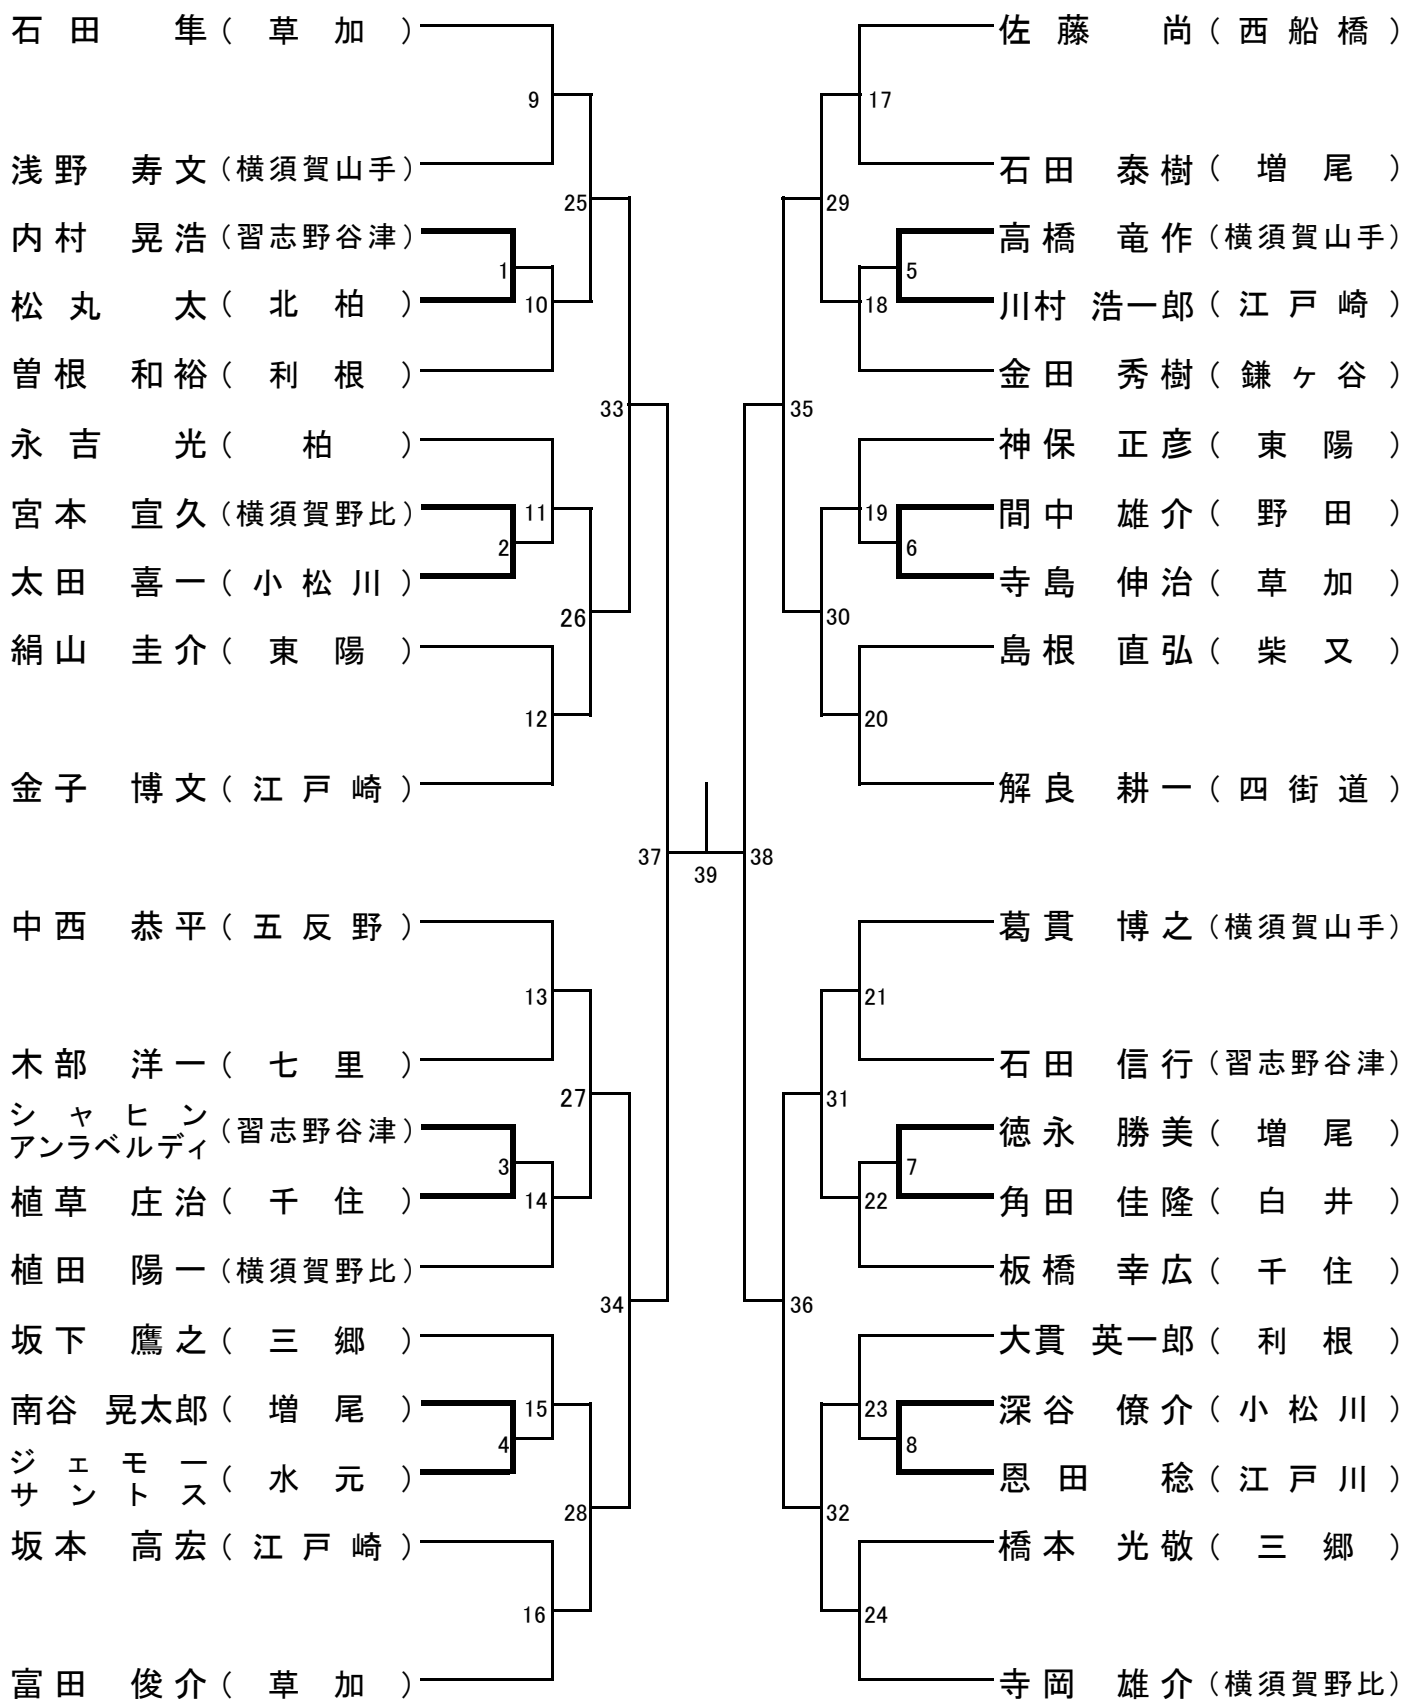 石田 隼（草加）
9
浅野 寿文（横須賀山手）
25
内村 晃浩（習志野谷津）
1
松丸 太（北柏）
10
曽根 和裕（利根）
33
永吉 光（柏）
宮本 宣久（横須賀野比）
11
2
太田 喜一（小松川）
26
絹山 圭介（東陽）
12
金子 博文（江戸崎）
37
39
38
中西 恭平（五反野）
13
木部 洋一（七里）
27
シャヒン
アンラベルディ（習志野谷津）
3
植草 庄治（千住）
14
植田 陽一（横須賀野比）
34
坂下 鷹之（三郷）
南谷 晃太郎（増尾）
15
4
ジェモー
サントス（水元）
28
坂本 高宏（江戸崎）
16
富田 俊介（草加）
佐藤 尚（西船橋）
17
石田 泰樹（増尾）
29
高橋 竜作（横須賀山手）
5
川村 浩一郎（江戸崎）
18
金田 秀樹（鎌ヶ谷）
35
神保 正彦（東陽）
間中 雄介（野田）
19
6
寺島 伸治（草加）
30
島根 直弘（柴又）
20
解良 耕一（四街道）
葛貫 博之（横須賀山手）
21
石田 信行（習志野谷津）
31
徳永 勝美（増尾）
7
角田 佳隆（白井）
22
板橋 幸広（千住）
36
大貫 英一郎（利根）
深谷 僚介（小松川）
23
8
恩田 稔（江戸川）
32
橋本 光敬（三郷）
24
寺岡 雄介（横須賀野比）